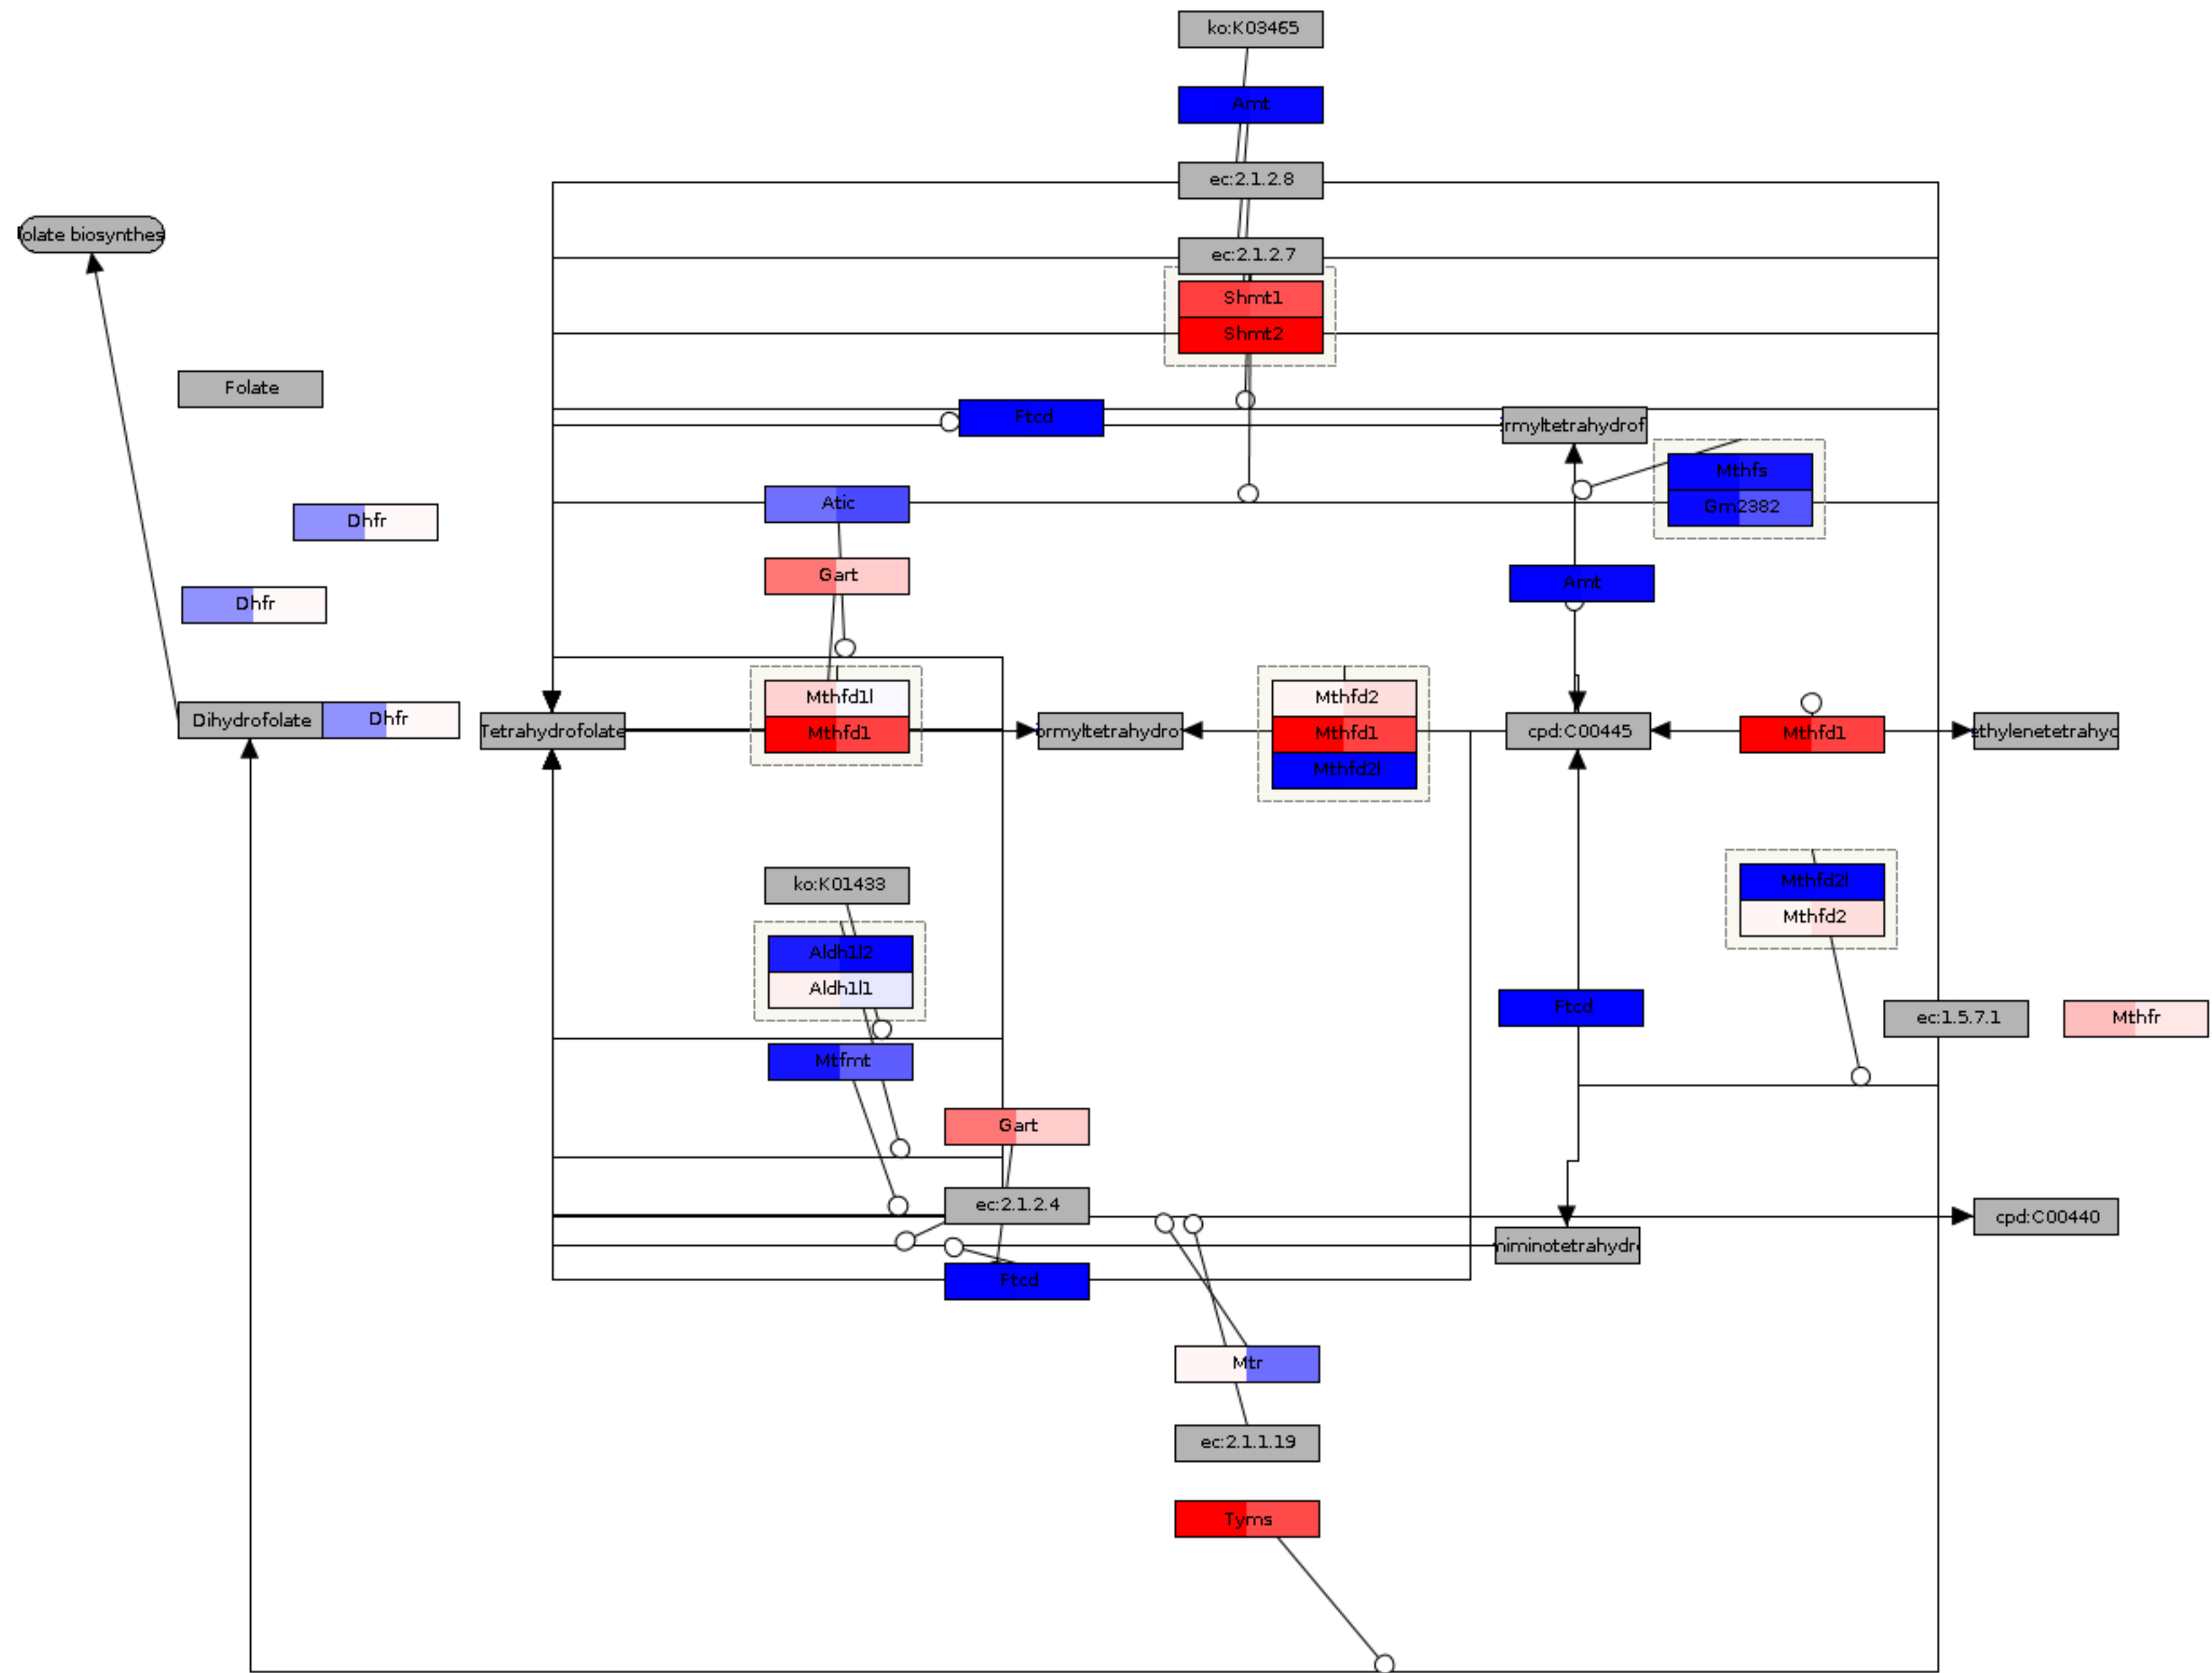 ko:K03465
Amt
ec:2.1.2.8
olate biosynthes
ec:2.1.2.7
Shmt1
Shmt2
Folate
Ftcd
rmyltetrahydrof
Mthfs
Gm2382
Atic
Dhfr
Gart
Amt
Dhfr
Mthfd1l
Mthfd2
Dihydrofolate
Dhfr
Tetrahydrofolate
Mthfd1
ormyltetrahydro
Mthfd1
cpd:C00445
Mthfd1
ethylenetetrahyd
Mthfd2l
ko:K01433
Mthfd2l
Mthfd2
Aldh1l2
Aldh1l1
Ftcd
ec:1.5.7.1
Mthfr
Mtfmt
Gart
ec:2.1.2.4
cpd:C00440
niminotetrahydr
Ftcd
Mtr
ec:2.1.1.19
Tyms